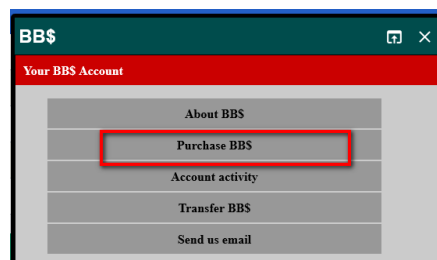 BB$
Your BB$ Account
About BB$
Purchase BB$
Account activity
Transfer BB$
Send us email